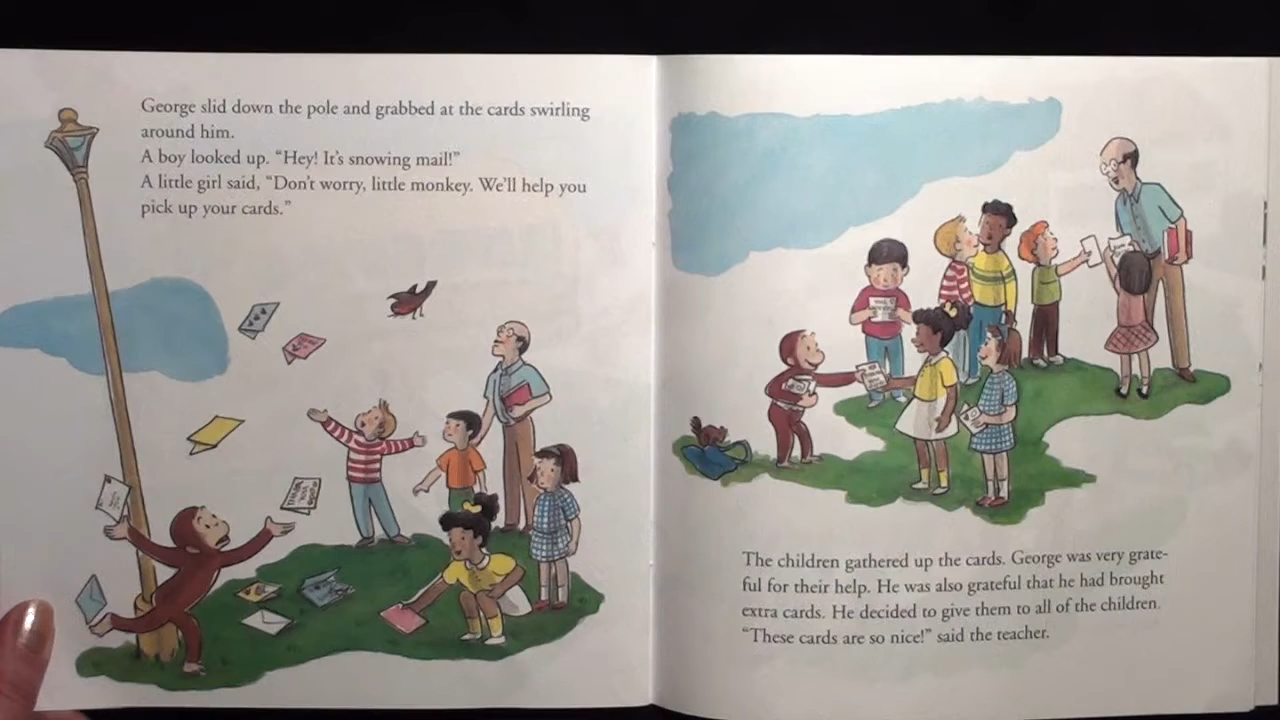 George slid down the pole and grabbed at the cards swirling
around him.
A boy looked up. “Hey! It’s snowing mail!”
A little girl said, “Don’t worry, little monkey. We’ll help you
pick up your cards.”
The children gathered up the cards. George was very grate-
ful for their help. He was also grateful that he had brought
extra cards. He decided to give them to all of the children.
“These cards are so nice!” said the teacher.